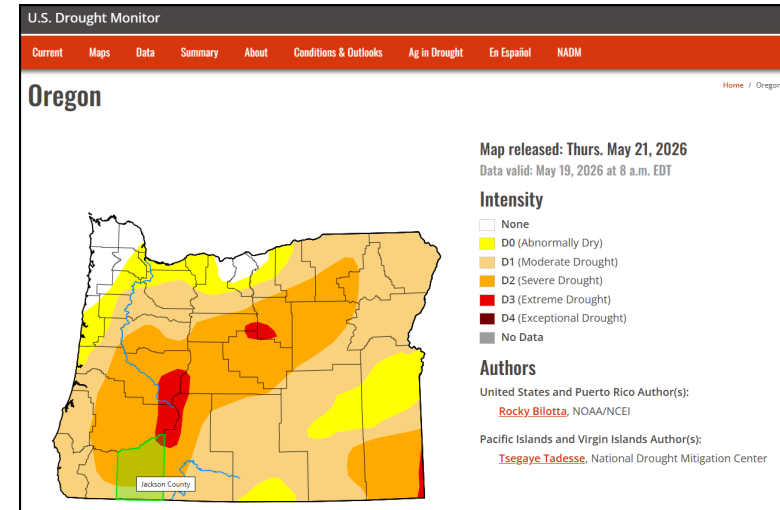 U.S. Drought Monitor
Current Maps Data Summary About Conditions & Outlooks Ag in Drought En Español NADM
Home / Oregon
Oregon
Map released: Thurs. May 21, 2026
Data valid: May 19, 2026 at 8 a.m. EDT
Intensity
None
D0 (Abnormally Dry)
D1 (Moderate Drought)
D2 (Severe Drought)
D3 (Extreme Drought)
D4 (Exceptional Drought)
No Data
Authors
United States and Puerto Rico Author(s):
Rocky Bilotta, NOAA/NCEI
Pacific Islands and Virgin Islands Author(s):
Tsegaye Tadesse, National Drought Mitigation Center
Jackson County